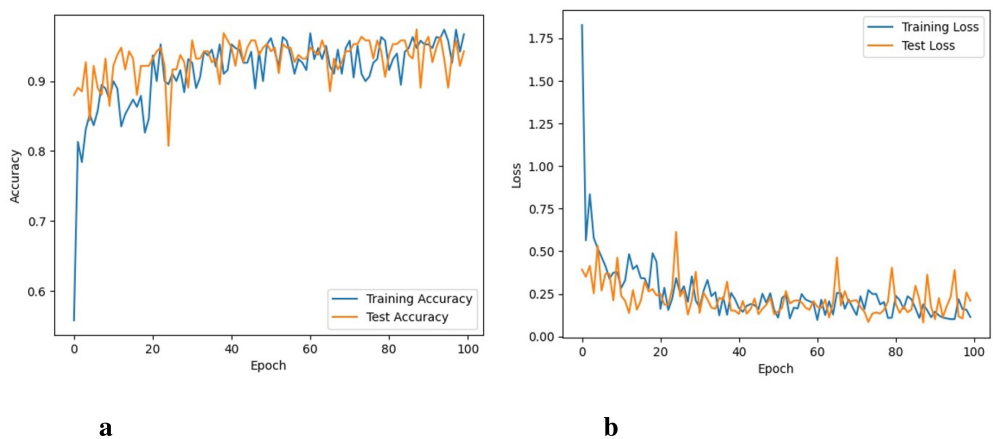 0.9
0.8
0.7
0.6
Accuracy
0 20 40 60 80 100
Epoch
Training Accuracy
Test Accuracy
a
1.75
1.50
1.25
1.00
0.75
0.50
0.25
0.00
Loss
0 20 40 60 80 100
Epoch
Training Loss
Test Loss
b